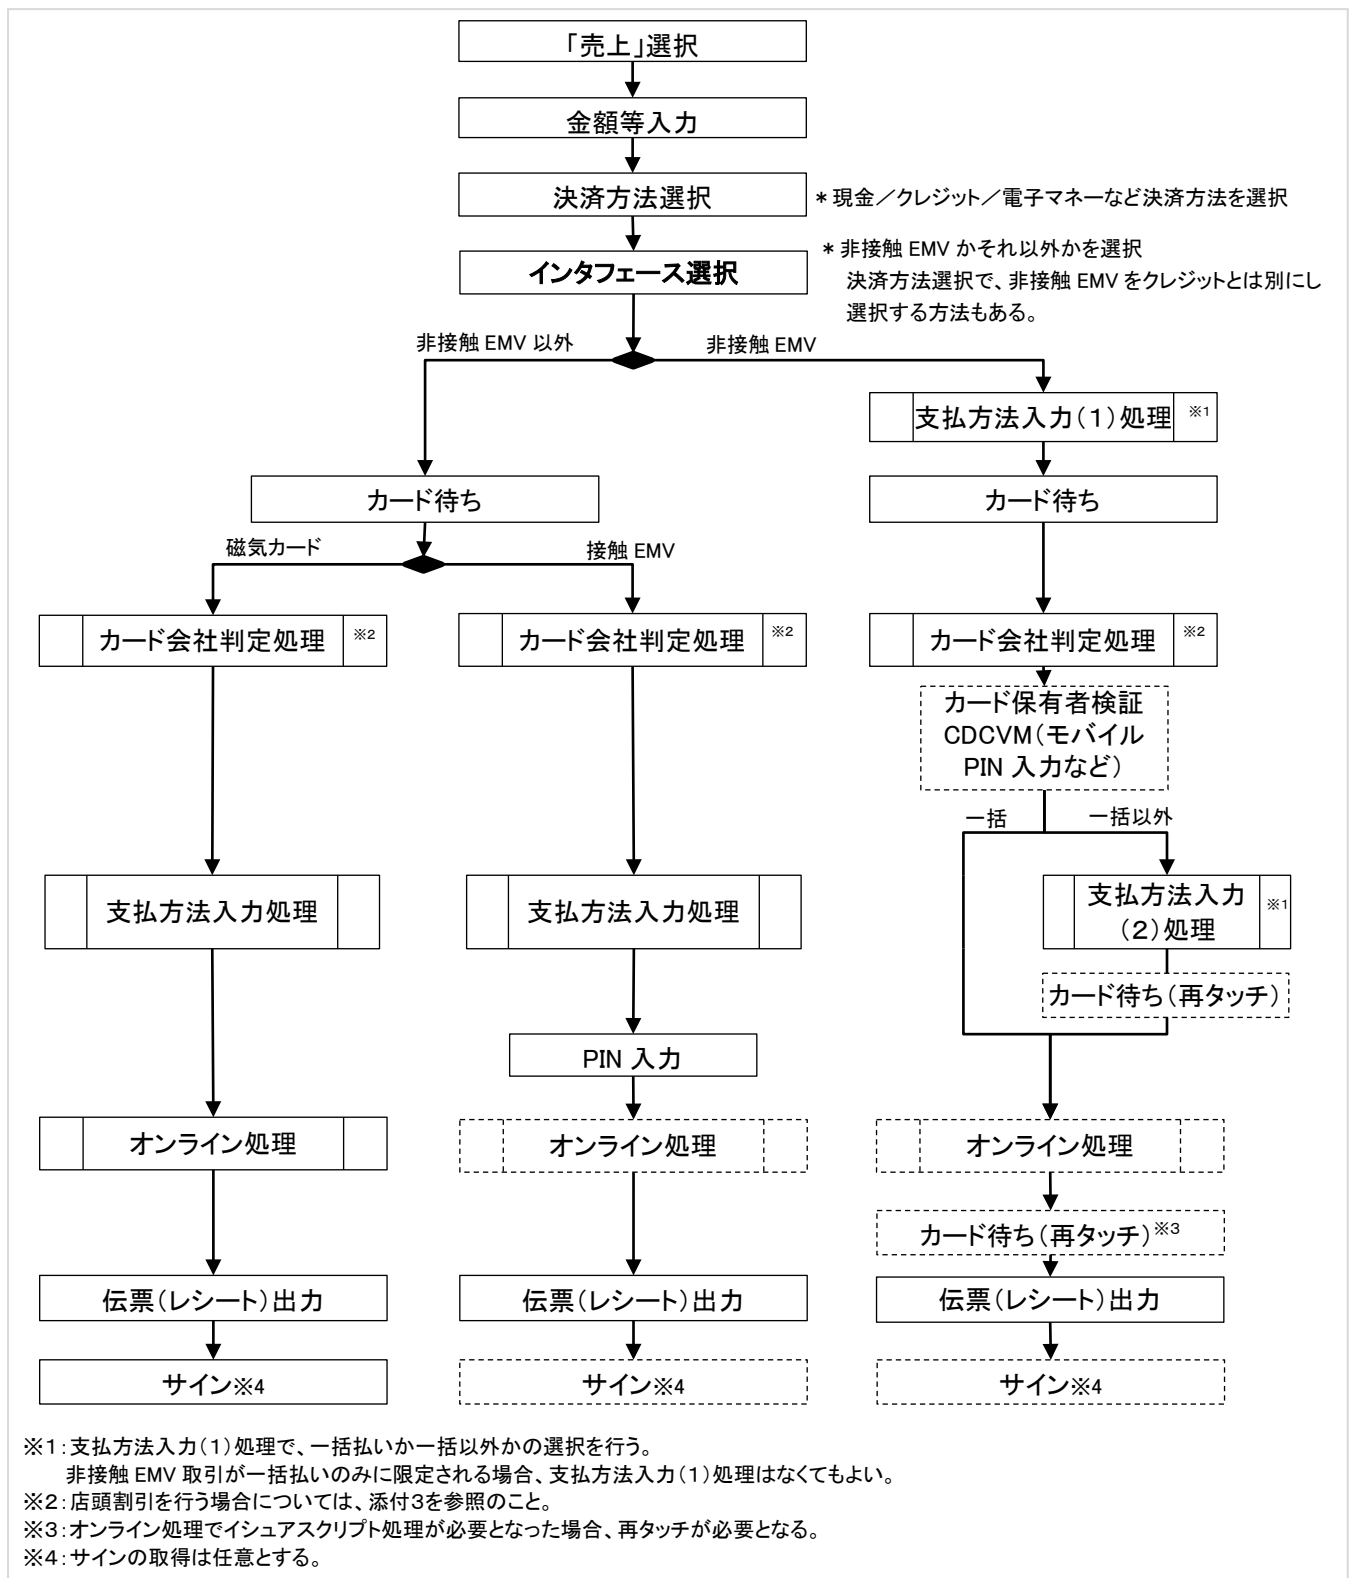 「売上」選択
金額等入力
決済方法選択
＊現金／クレジット／電子マネーなど決済方法を選択
インタフェース選択
＊非接触 EMV かそれ以外かを選択
決済方法選択で、非接触 EMV をクレジットとは別にし
選択する方法もある。
非接触 EMV 以外
非接触 EMV
支払方法入力（１）処理 ※1
カード待ち
カード待ち
磁気カード
接触 EMV
カード会社判定処理 ※2
カード会社判定処理 ※2
カード会社判定処理 ※2
カード保有者検証
CDCVM（モバイル
PIN 入力など）
一括
一括以外
支払方法入力処理
支払方法入力処理
支払方法入力
（２）処理
※1
カード待ち（再タッチ）
PIN 入力
オンライン処理
オンライン処理
オンライン処理
カード待ち（再タッチ）※3
伝票（レシート）出力
伝票（レシート）出力
伝票（レシート）出力
サイン※4
サイン※4
サイン※4
※1：支払方法入力（１）処理で、一括払いか一括以外かの選択を行う。
非接触 EMV 取引が一括払いのみに限定される場合、支払方法入力（１）処理はなくてもよい。
※2：店頭割引を行う場合については、添付３を参照のこと。
※3：オンライン処理でイシュアスクリプト処理が必要となった場合、再タッチが必要となる。
※4：サインの取得は任意とする。